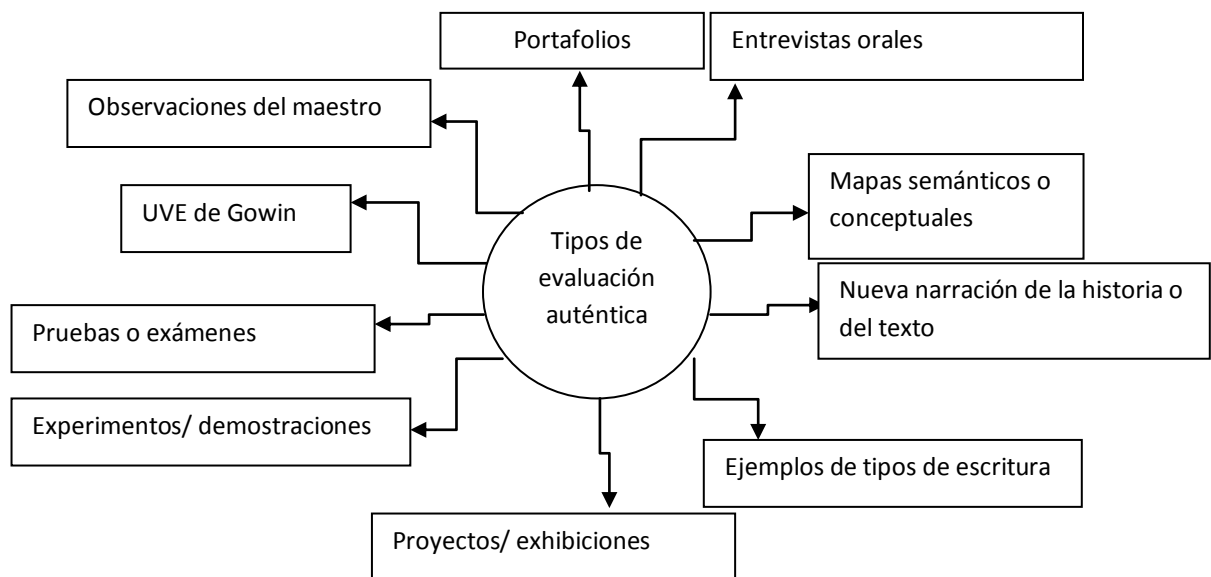 Portafolios
Entrevistas orales
Observaciones del maestro
Mapas semánticos o
conceptuales
UVE de Gowin
Tipos de
evaluación
auténtica
Nueva narración de la historia o
del texto
Pruebas o exámenes
Experimentos/ demostraciones
Ejemplos de tipos de escritura
Proyectos/ exhibiciones